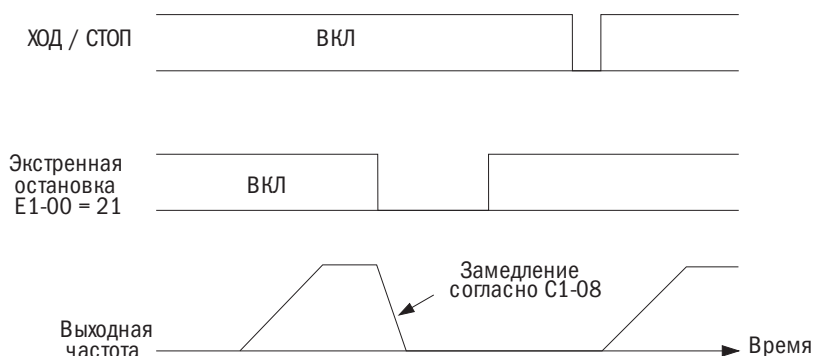 ХОД / СТОП
ВКЛ
Экстренная
остановка
E1-00 = 21
ВКЛ
Замедление
согласно C1-08
Выходная
частота
Время